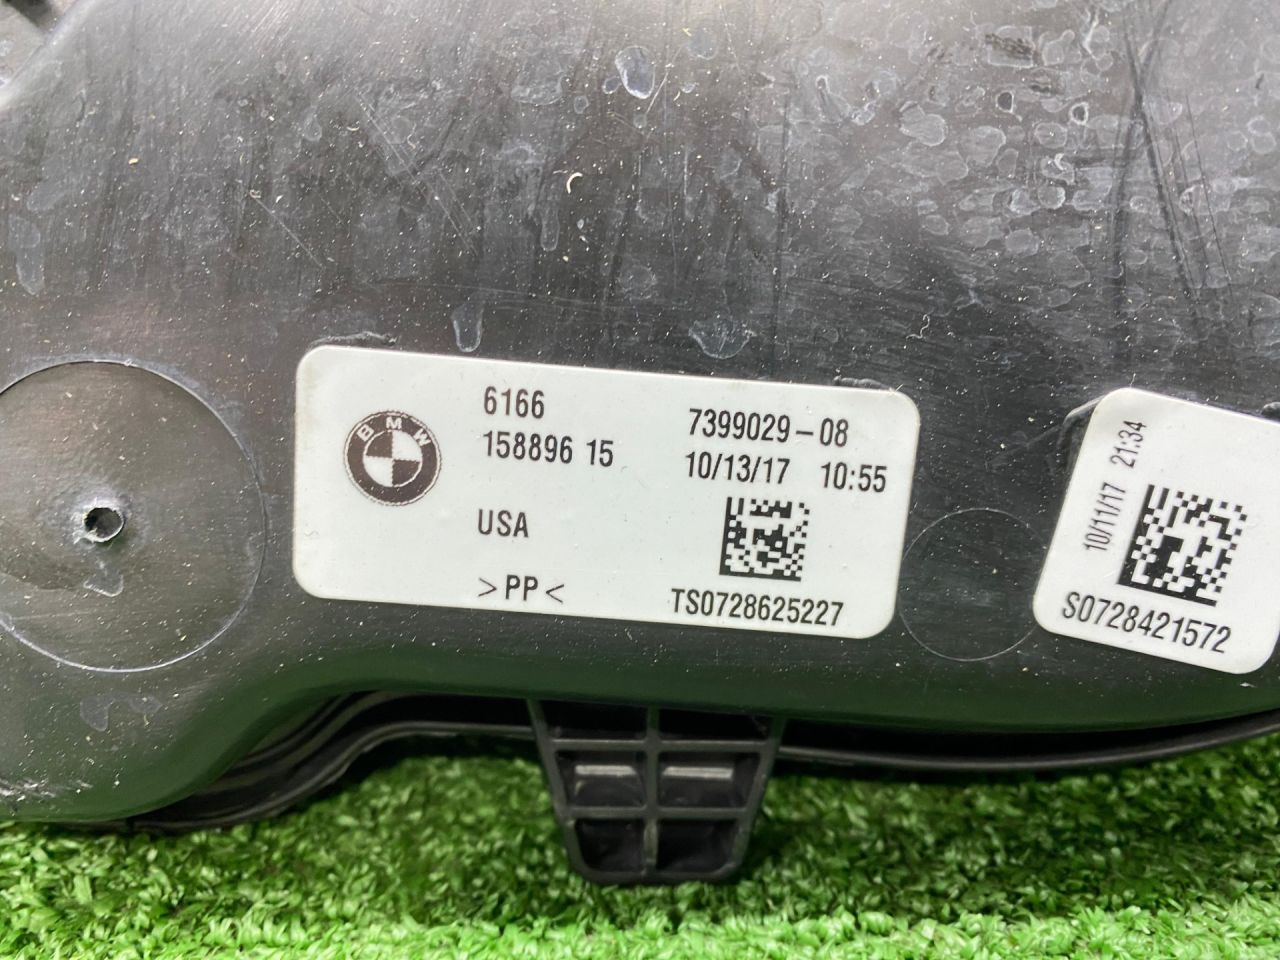 BMW
6166
158896 15
7399029-08
10/13/17 10:55
USA
>PP<
TS0728625227
10/11/17 21:34
S0728421572